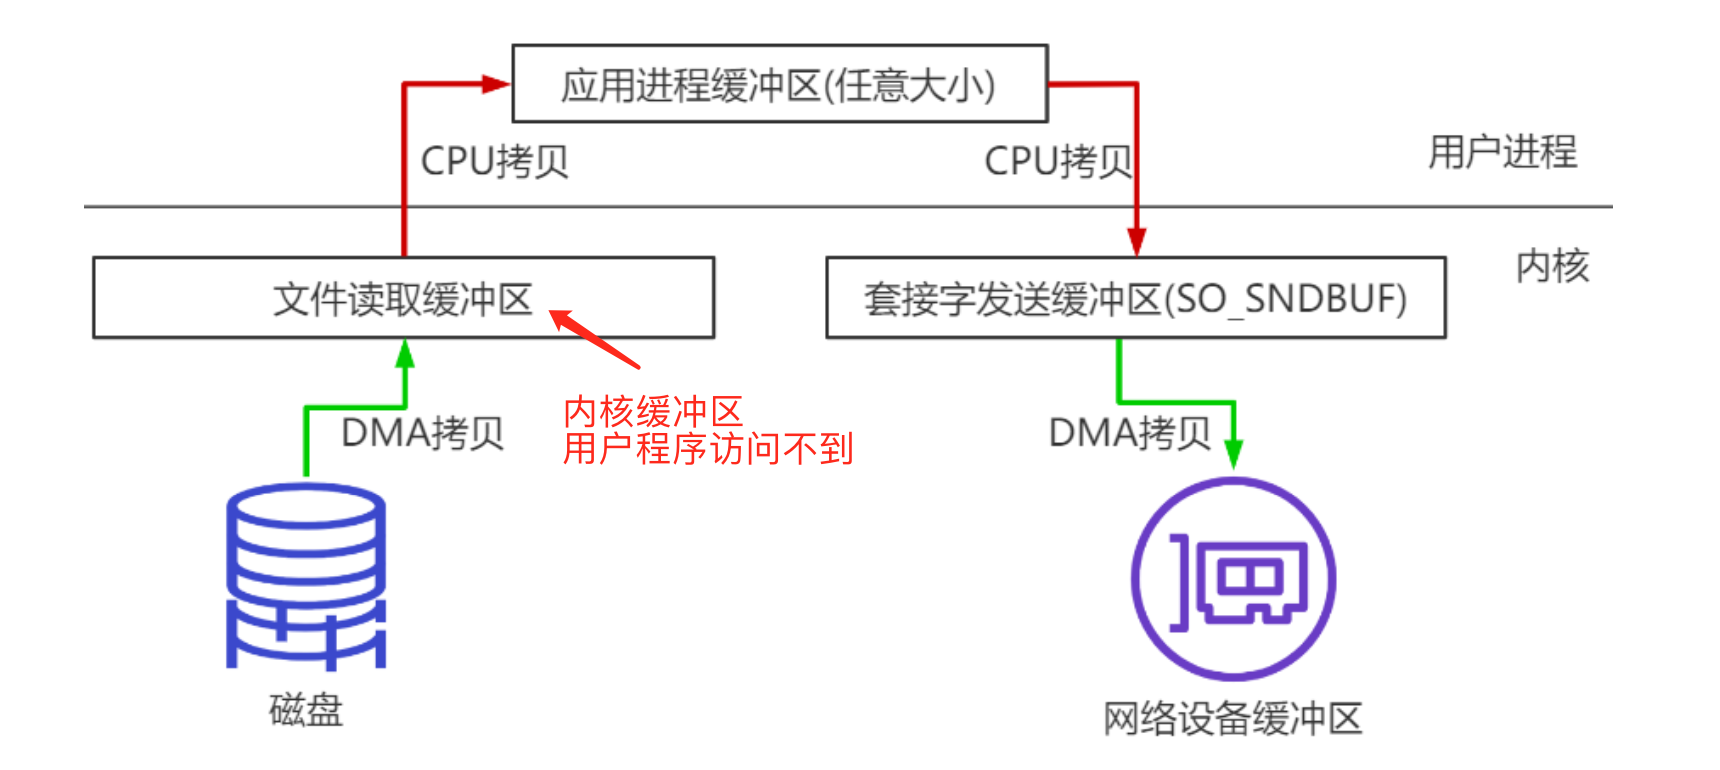 应用进程缓冲区(任意大小)
CPU拷贝
CPU拷贝
用户进程
内核
文件读取缓冲区
套接字发送缓冲区(SO_SNDBUF)
内核缓冲区
用户程序访问不到
DMA拷贝
DMA拷贝
磁盘
网络设备缓冲区